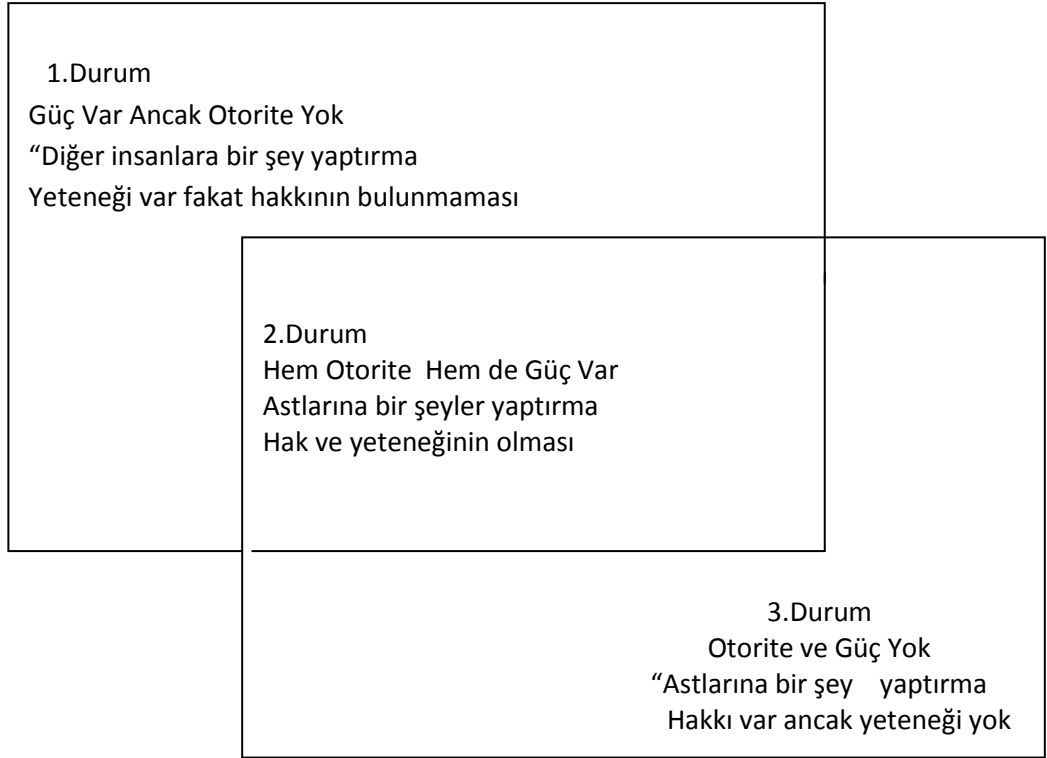 1.Durum
Güç Var Ancak Otorite Yok
“Diğer insanlara bir şey yaptırma
Yeteneği var fakat hakkının bulunmaması
2.Durum
Hem Otorite Hem de Güç Var
Astlarına bir şeyler yaptırma
Hak ve yeteneğinin olması
3.Durum
Otorite ve Güç Yok
“Astlarına bir şey yaptırma
Hakkı var ancak yeteneği yok